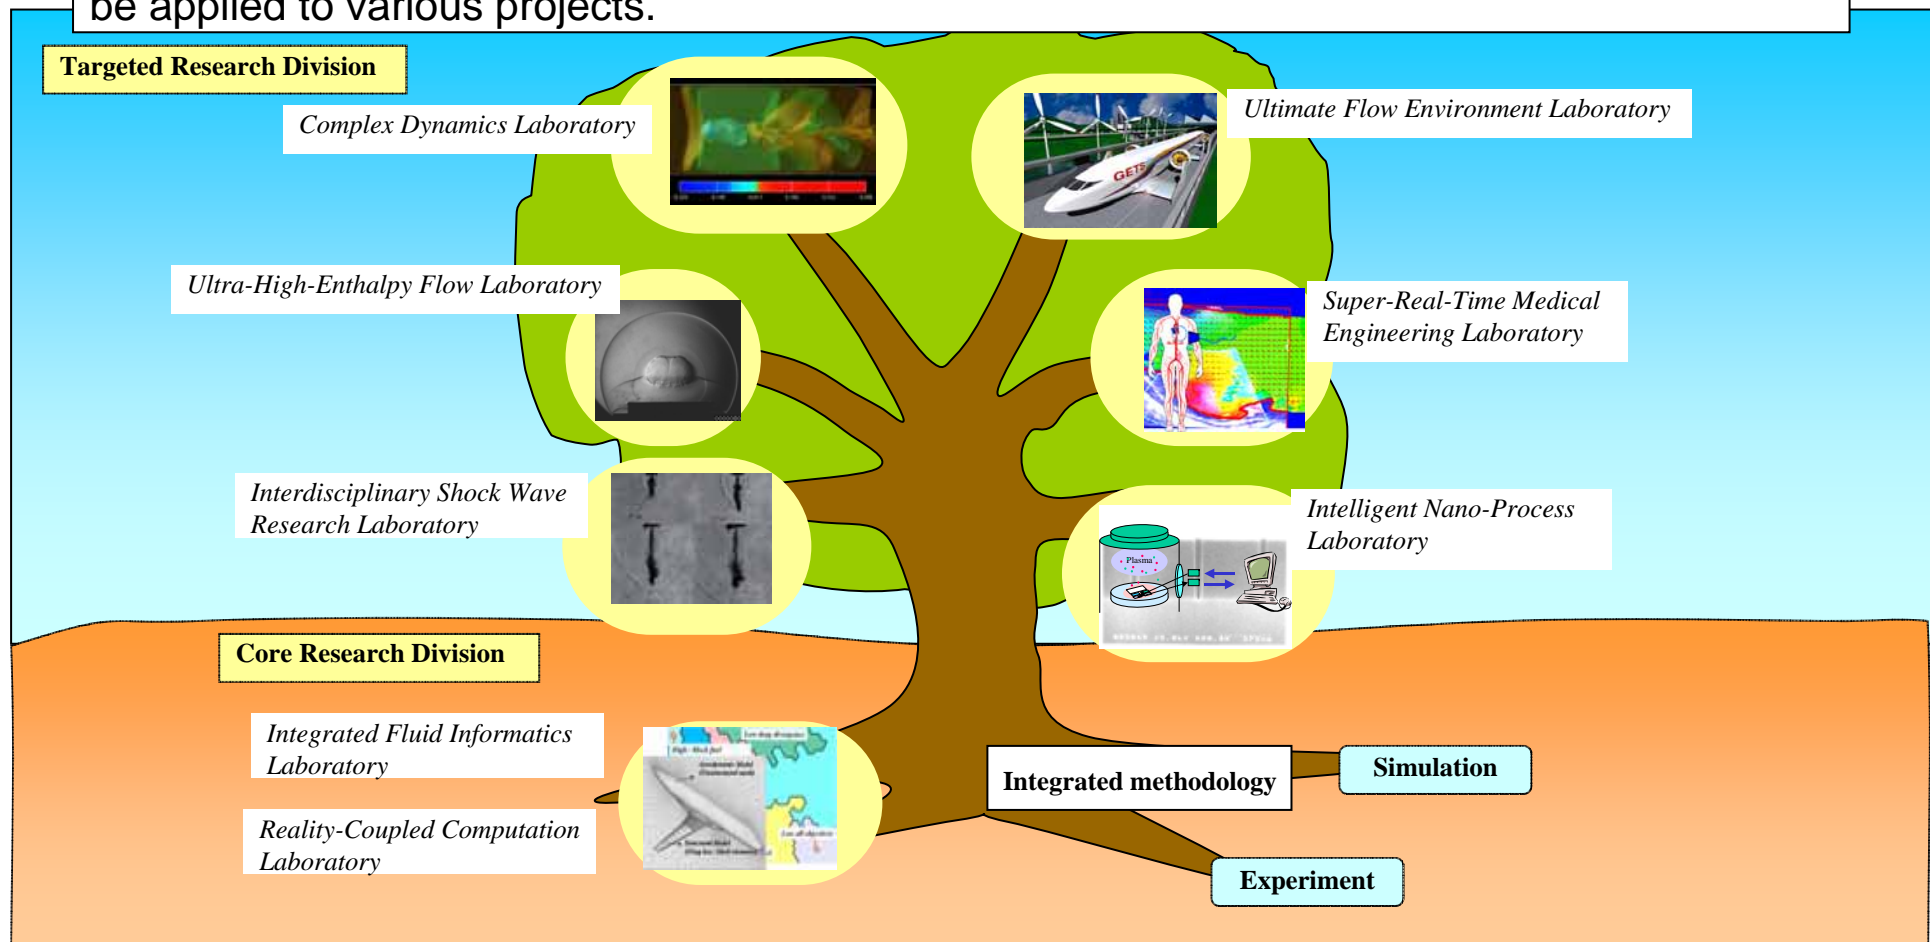 be applied to various projects.
Targeted Research Division
Complex Dynamics Laboratory
Ultimate Flow Environment Laboratory
GETS
Ultra-High-Enthalpy Flow Laboratory
Super-Real-Time Medical
Engineering Laboratory
Interdisciplinary Shock Wave
Research Laboratory
Intelligent Nano-Process
Laboratory
Plasma
Core Research Division
Integrated Fluid Informatics
Laboratory
Reality-Coupled Computation
Laboratory
Integrated methodology
Simulation
Experiment